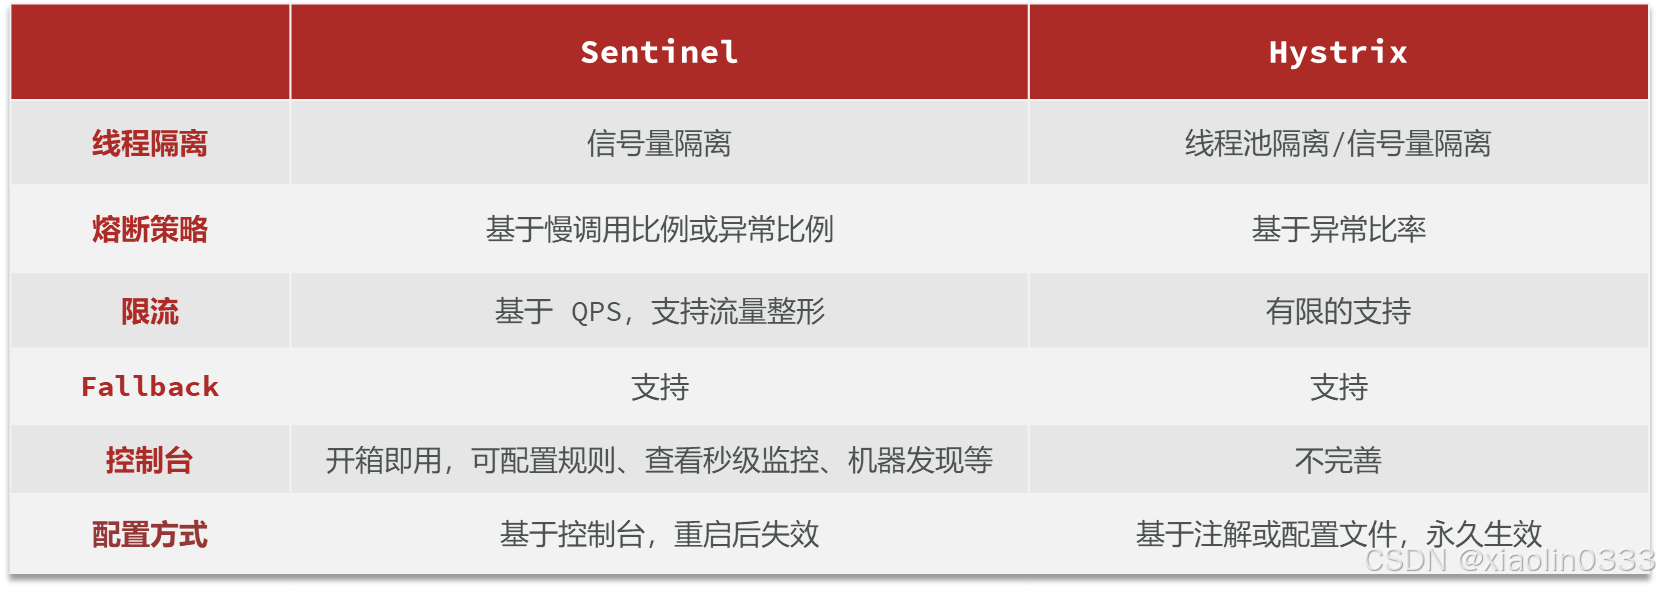 Sentinel Hystrix
线程隔离 信号量隔离 线程池隔离/信号量隔离
熔断策略 基于慢调用比例或异常比例 基于异常比率
限流 基于 QPS，支持流量整形 有限的支持
Fallback 支持 支持
控制台 开箱即用，可配置规则、查看秒级监控、机器发现等 不完善
配置方式 基于控制台，重启后失效 基于注解或配置文件，永久生效
CSDN @xiaolin0333